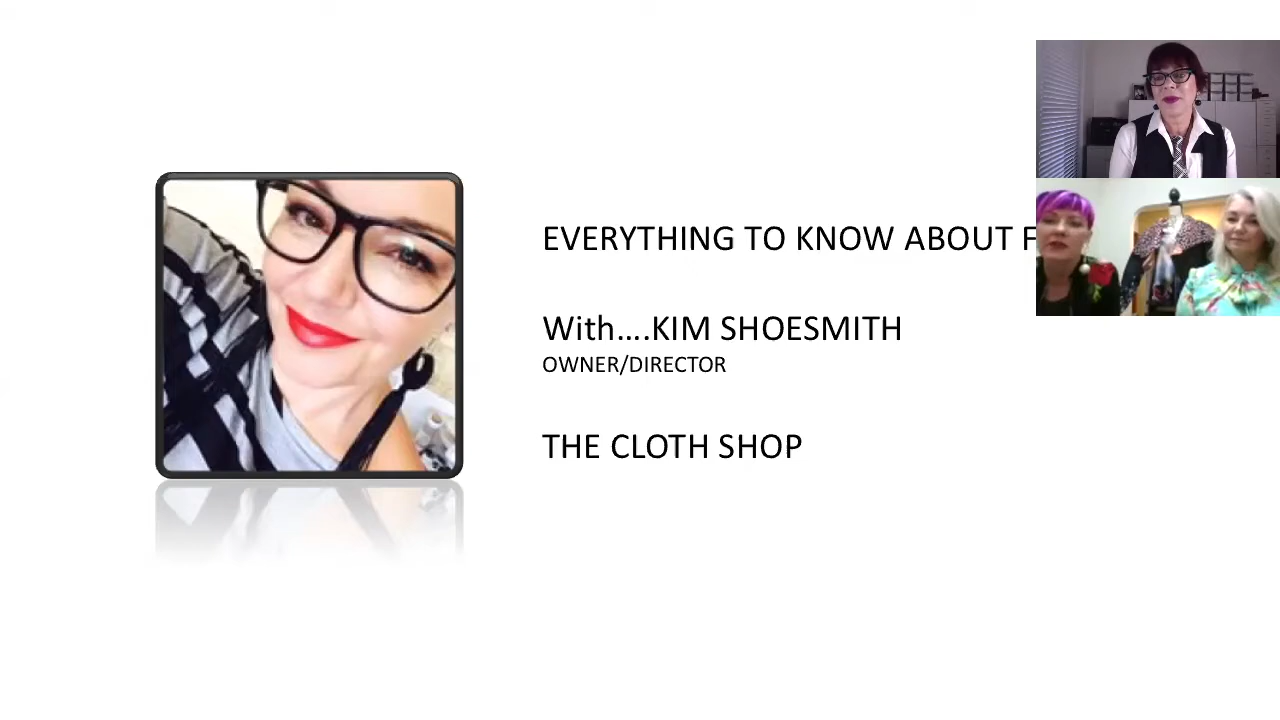 EVERYTHING TO KNOW ABOUT
With....KIM SHOESMITH
OWNER/DIRECTOR
THE CLOTH SHOP